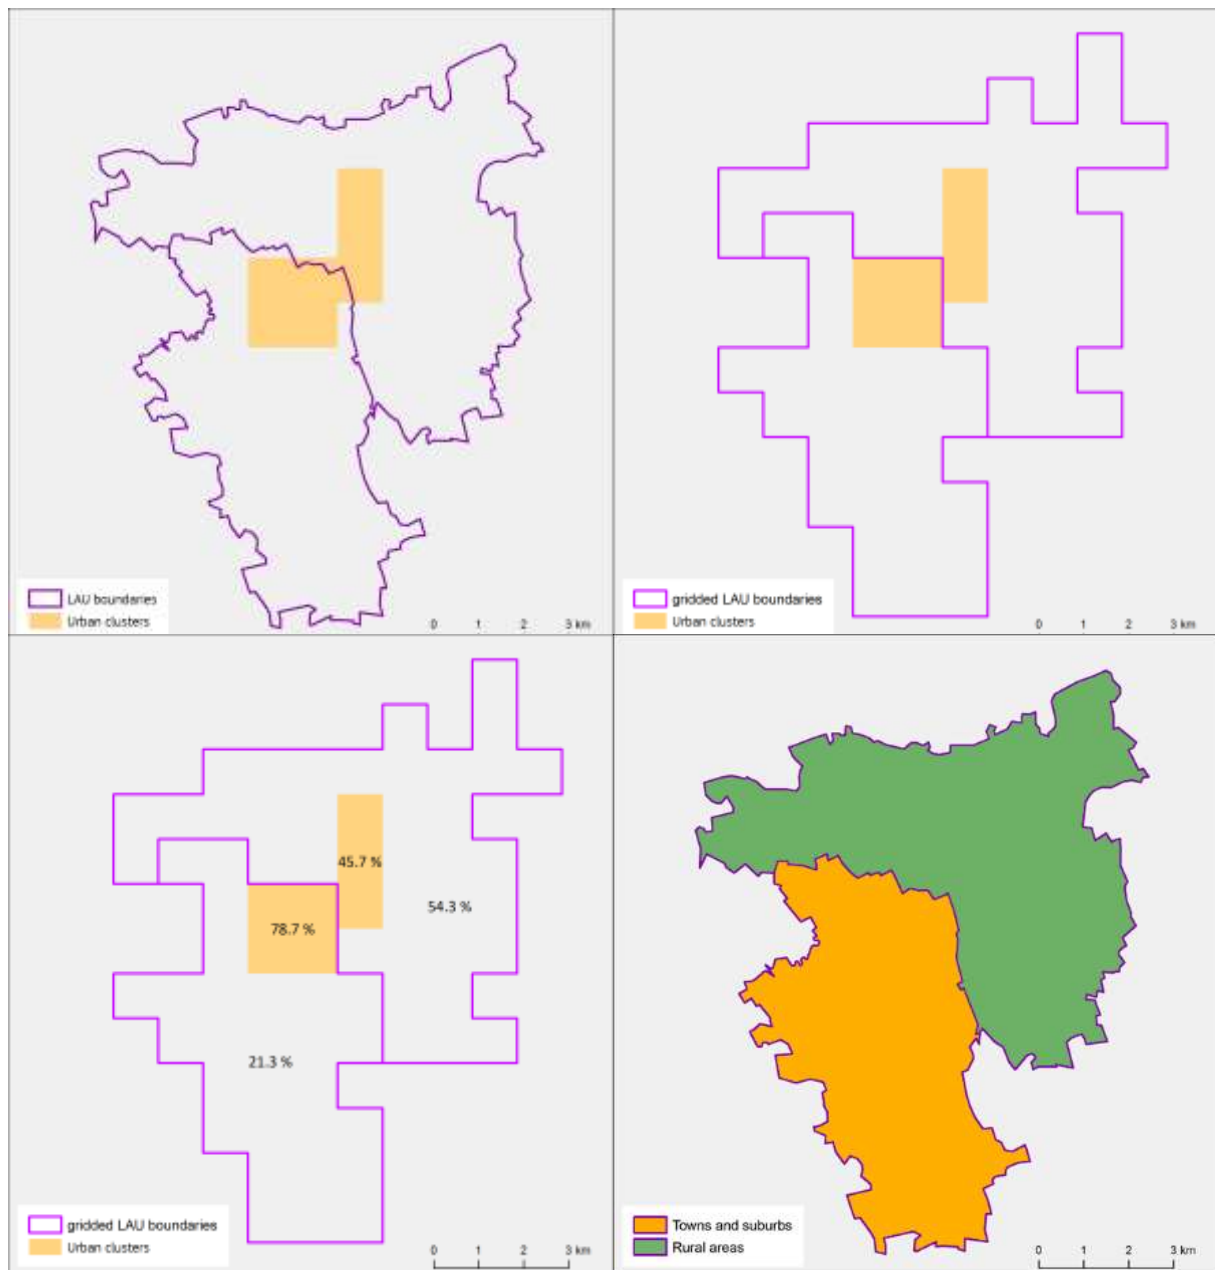 LAU boundaries
Urban clusters
0 1 2 3 km
gridded LAU boundaries
Urban clusters
0 1 2 3 km
45.7 %
54.3 %
78.7 %
21.3 %
gridded LAU boundaries
Urban clusters
0 1 2 3 km
Towns and suburbs
Rural areas
0 1 2 3 km